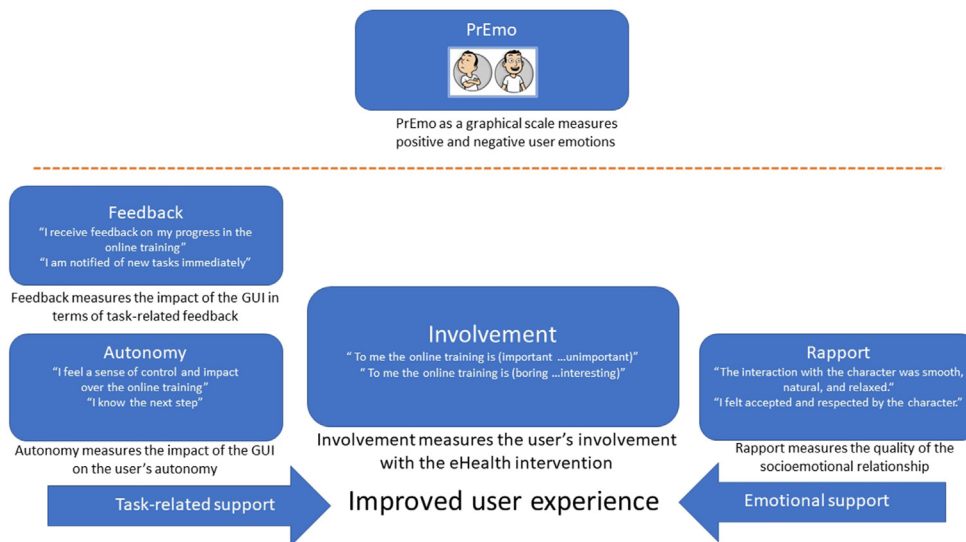 PrEmo
PrEmo as a graphical scale measures
positive and negative user emotions
Feedback
“I receive feedback on my progress in the
online training”
“I am notified of new tasks immediately”
Feedback measures the impact of the GUI in
terms of task-related feedback
Autonomy
“I feel a sense of control and impact
over the online training”
“I know the next step”
Autonomy measures the impact of the GUI
on the user’s autonomy
Involvement
“ To me the online training is (important ...unimportant)”
“ To me the online training is (boring ...interesting)”
Involvement measures the user’s involvement
with the eHealth intervention
Rapport
“The interaction with the character was smooth,
natural, and relaxed.“
“I felt accepted and respected by the character.”
Rapport measures the quality of the
socioemotional relationship
Task-related support
Improved user experience
Emotional support